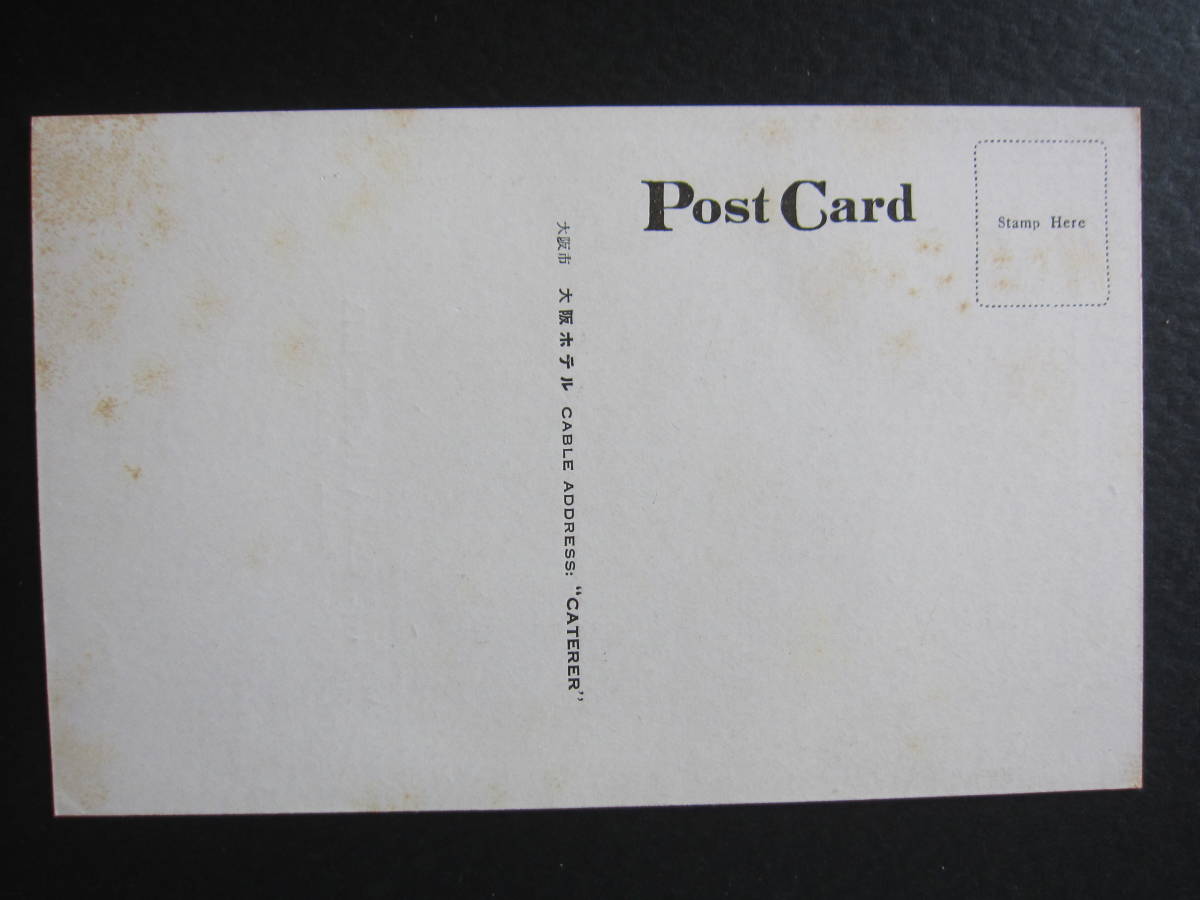 Post Card
Stamp Here
大阪市 大阪ホテル CABLE ADDRESS: "CATERER",